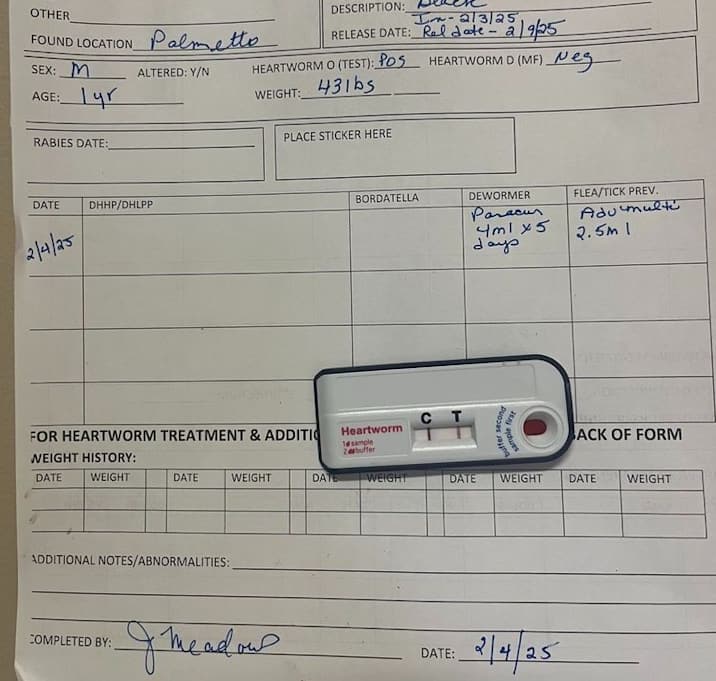 OTHER
DESCRIPTION: Black
In - 2/3/25
FOUND LOCATION Palmetto
RELEASE DATE: Rel date - 2/9/25
SEX: M ALTERED: Y/N HEARTWORM O (TEST): Pos HEARTWORM D (MF) Neg
AGE: 1yr WEIGHT: 43lbs
RABIES DATE: PLACE STICKER HERE
DATE DHHP/DHLPP BORDATELLA DEWORMER FLEA/TICK PREV.
2/4/25
Panacur
4ml x 5
days
Advimulti
2.5ml
C T
Heartworm
1 sample
2 buffer
buffer second
sample first
FOR HEARTWORM TREATMENT & ADDITIO ACK OF FORM
WEIGHT HISTORY:
DATE WEIGHT DATE WEIGHT DATE WEIGHT DATE WEIGHT DATE WEIGHT
ADDITIONAL NOTES/ABNORMALITIES:
COMPLETED BY: J Meadows DATE: 2/4/25